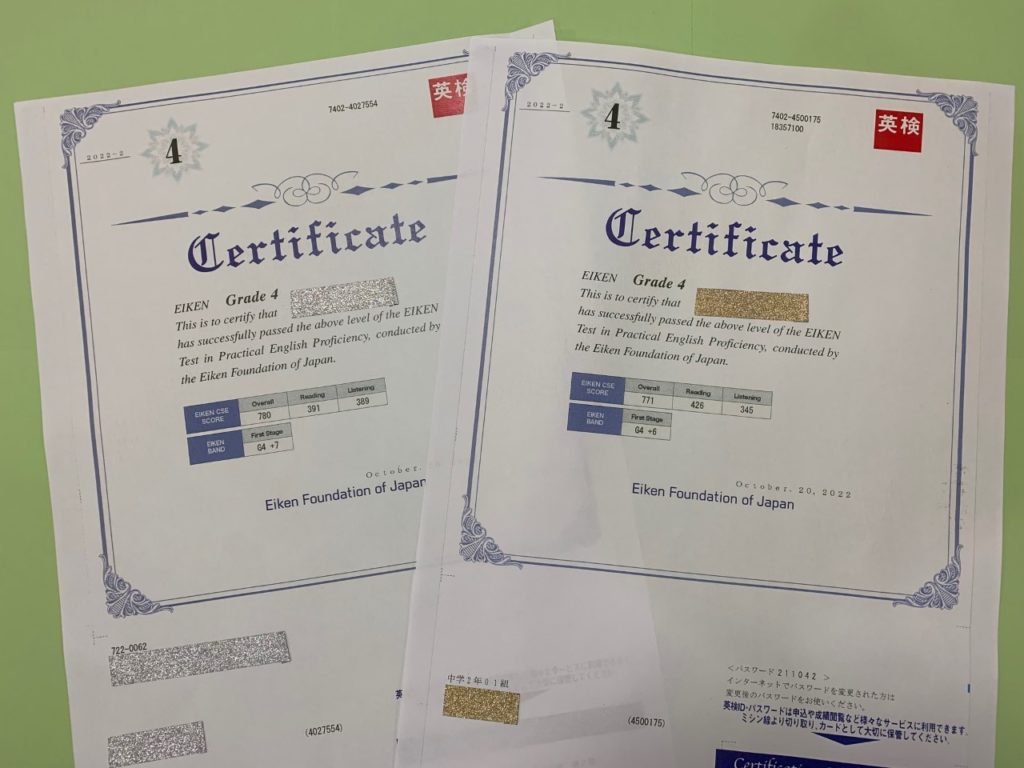 2022-2
4
7402-4027554
英検
Certificate
EIKEN Grade 4
This is to certify that
has successfully passed the above level of the EIKEN
Test in Practical English Proficiency, conducted by
the Eiken Foundation of Japan.
EIKEN CSE SCORE
Overall Reading Listening
780 391 389
EIKEN BAND
First Stage
G4 +7
October.
Eiken Foundation of Japan
722-0062
(4027554)
英
2022-2
4
7402-4500175
18357100
英検
Certificate
EIKEN Grade 4
This is to certify that
has successfully passed the above level of the EIKEN
Test in Practical English Proficiency, conducted by
the Eiken Foundation of Japan.
EIKEN CSE SCORE
Overall Reading Listening
771 426 345
EIKEN BAND
First Stage
G4 +6
October. 20, 2022
Eiken Foundation of Japan
中学2年01組
(4500175)
<パスワード211042 >
インターネットでパスワードを変更された方は
変更後のパスワードをお使いください。
英検ID・パスワードは申込や成績閲覧など様々なサービスに利用できます。
ミシン線より切り取り、カードとして大切に保管してください。